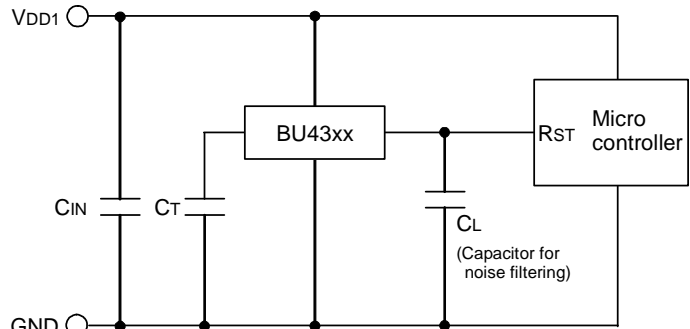 VDD1
BU43xx
RST
Micro
controller
CIN
CT
CL
(Capacitor for
noise filtering)
GND